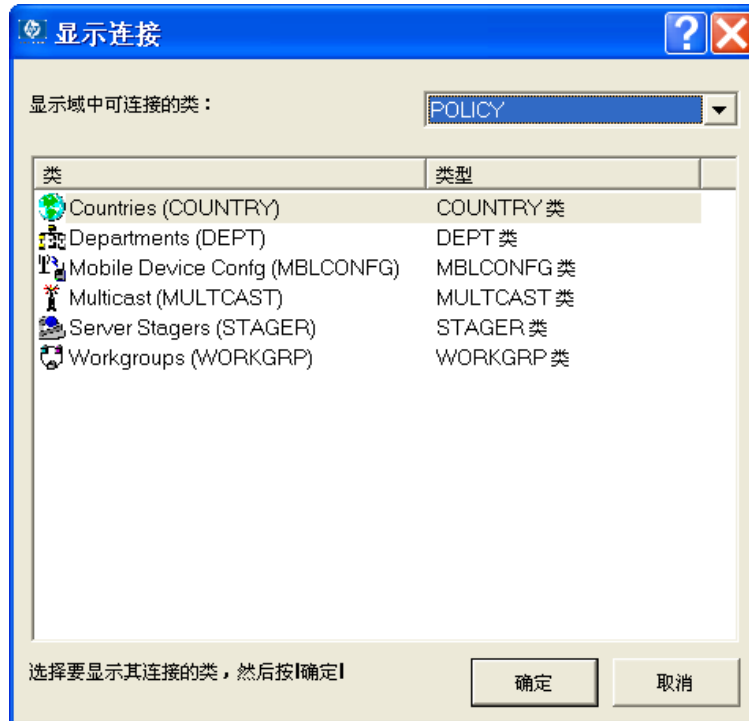 显示连接
显示域中可连接的类： POLICY
类 类型
Countries (COUNTRY) COUNTRY 类
Departments (DEPT) DEPT 类
Mobile Device Confg (MBLCONFG) MBLCONFG 类
Multicast (MULTCAST) MULTCAST 类
Server Stagers (STAGER) STAGER 类
Workgroups (WORKGRP) WORKGRP 类
选择要显示其连接的类，然后按|确定|
确定 取消